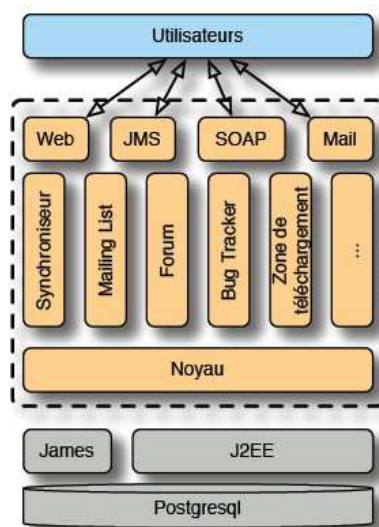 Utilisateurs
Web
JMS
SOAP
Mail
Synchroniseur
Mailing List
Forum
Bug Tracker
Zone de
téléchargement
...
Noyau
James
J2EE
Postgresql